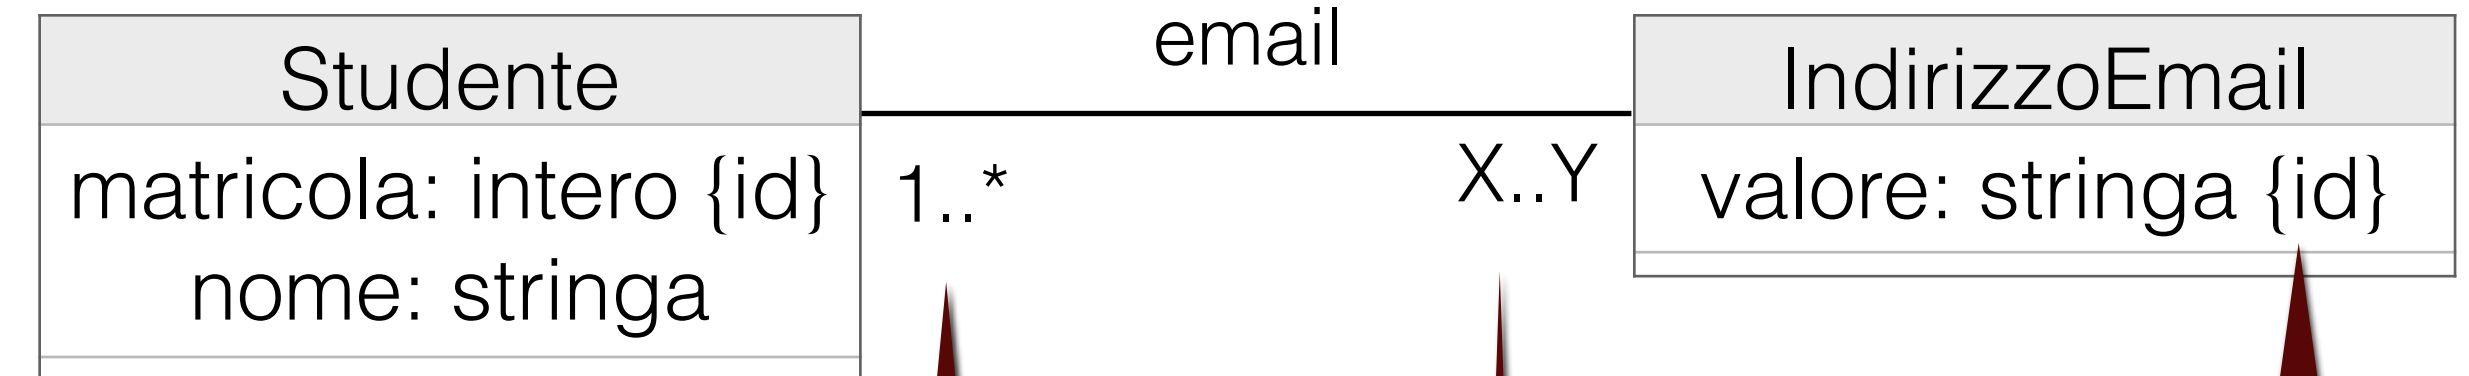 Studente
matricola: intero {id}
nome: stringa
email
1..*
X..Y
IndirizzoEmail
valore: stringa {id}